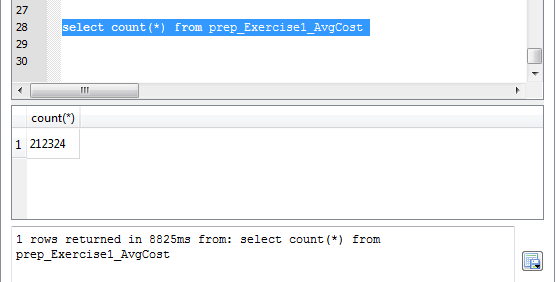 27
28 select count(*) from prep_Exercise1_AvgCost
29
30
count(*)
1 212324
1 rows returned in 8825ms from: select count(*) from
prep_Exercise1_AvgCost